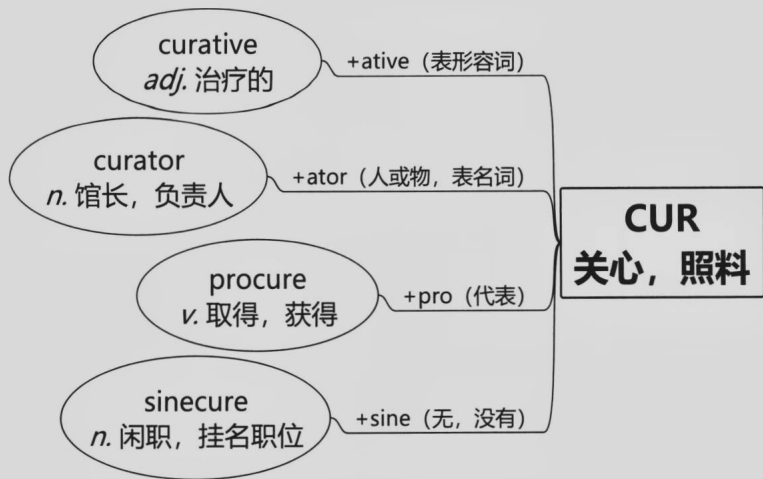 curative
adj. 治疗的
+ative（表形容词）
curator
n. 馆长，负责人
+ator（人或物，表名词）
CUR
关心，照料
procure
v. 取得，获得
+pro（代表）
sinecure
n. 闲职，挂名职位
+sine（无，没有）